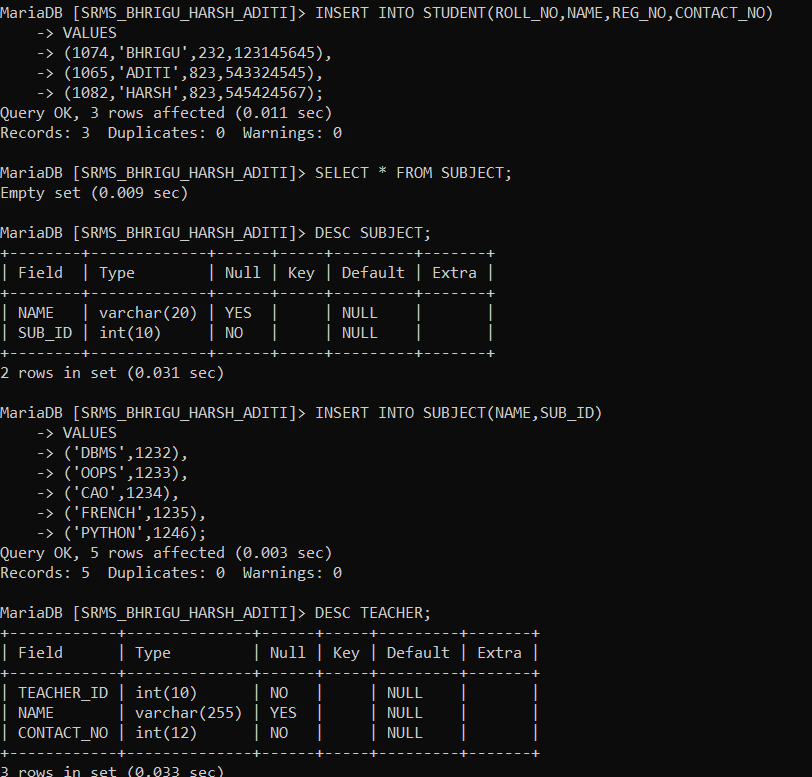 MariaDB [SRMS_BHRIGU_HARSH_ADITI]> INSERT INTO STUDENT(ROLL_NO,NAME,REG_NO,CONTACT_NO)
    -> VALUES
    -> (1074,'BHRIGU',232,123145645),
    -> (1065,'ADITI',823,543324545),
    -> (1082,'HARSH',823,545424567);
Query OK, 3 rows affected (0.011 sec)
Records: 3  Duplicates: 0  Warnings: 0

MariaDB [SRMS_BHRIGU_HARSH_ADITI]> SELECT * FROM SUBJECT;
Empty set (0.009 sec)

MariaDB [SRMS_BHRIGU_HARSH_ADITI]> DESC SUBJECT;
+--------+-------------+------+-----+---------+-------+
| Field  | Type        | Null | Key | Default | Extra |
+--------+-------------+------+-----+---------+-------+
| NAME   | varchar(20) | YES  |     | NULL    |       |
| SUB_ID | int(10)     | NO   |     | NULL    |       |
+--------+-------------+------+-----+---------+-------+
2 rows in set (0.031 sec)

MariaDB [SRMS_BHRIGU_HARSH_ADITI]> INSERT INTO SUBJECT(NAME,SUB_ID)
    -> VALUES
    -> ('DBMS',1232),
    -> ('OOPS',1233),
    -> ('CAO',1234),
    -> ('FRENCH',1235),
    -> ('PYTHON',1246);
Query OK, 5 rows affected (0.003 sec)
Records: 5  Duplicates: 0  Warnings: 0

MariaDB [SRMS_BHRIGU_HARSH_ADITI]> DESC TEACHER;
+------------+--------------+------+-----+---------+-------+
| Field      | Type         | Null | Key | Default | Extra |
+------------+--------------+------+-----+---------+-------+
| TEACHER_ID | int(10)      | NO   |     | NULL    |       |
| NAME       | varchar(255) | YES  |     | NULL    |       |
| CONTACT_NO | int(12)      | NO   |     | NULL    |       |
+------------+--------------+------+-----+---------+-------+
3 rows in set (0.033 sec)